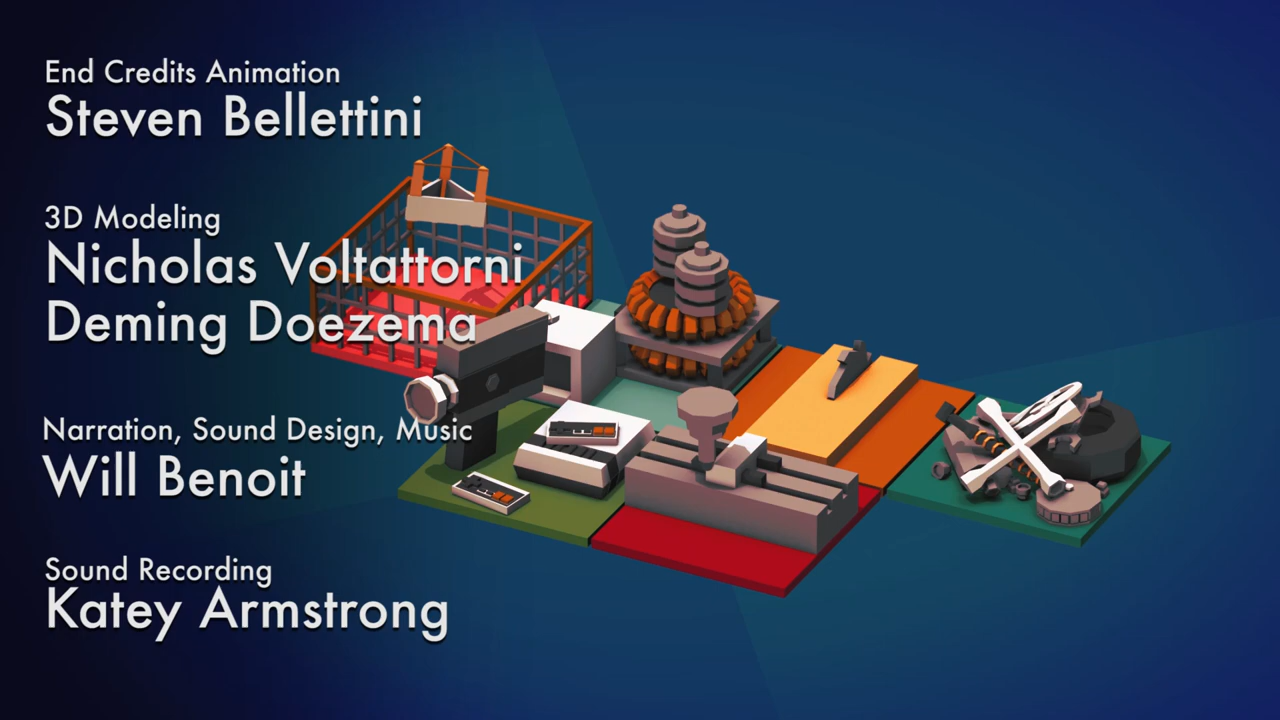 End Credits Animation
Steven Bellettini
3D Modeling
Nicholas Voltattorni
Deming Doezema
Narration, Sound Design, Music
Will Benoit
Sound Recording
Katey Armstrong